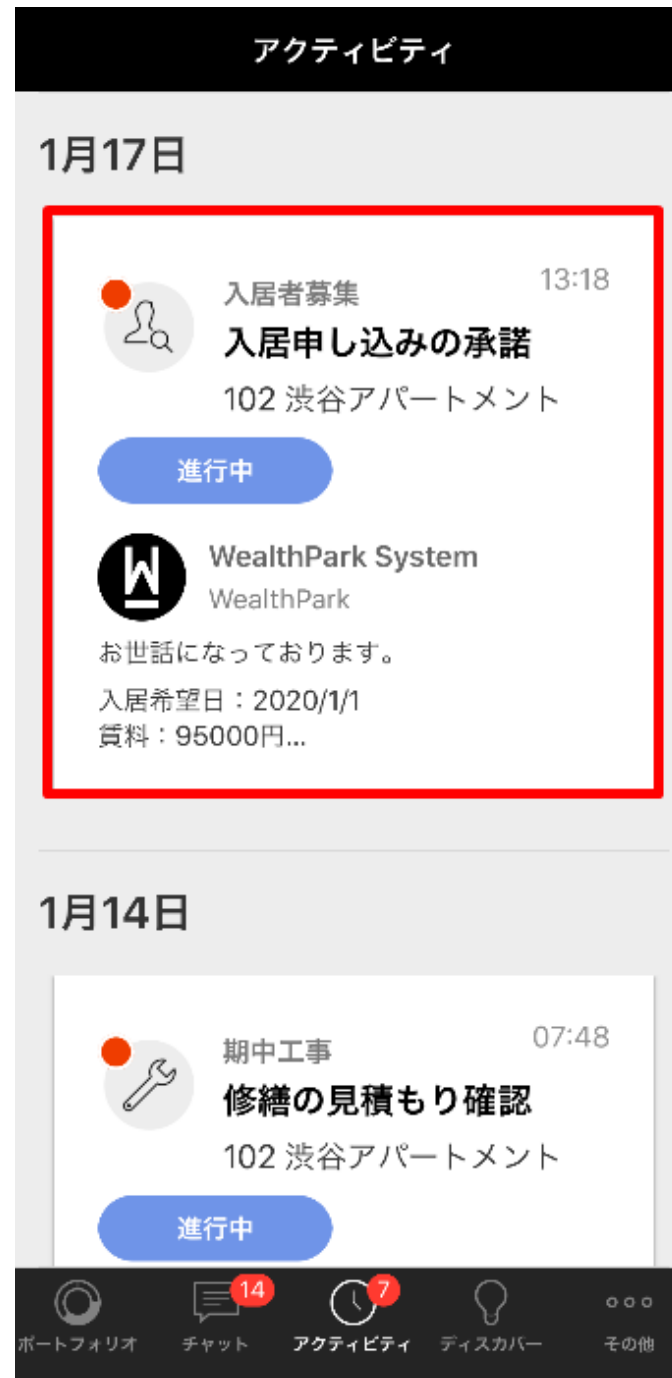 アクティビティ
1月17日
13:18
入居者募集
入居申し込みの承諾
102 渋谷アパートメント
進行中
WealthPark System
WealthPark
お世話になっております。
入居希望日：2020/1/1
賃料：95000円...
1月14日
07:48
期中工事
修繕の見積もり確認
102 渋谷アパートメント
進行中
14
7
ポートフォリオ
チャット
アクティビティ
ディスカバー
その他